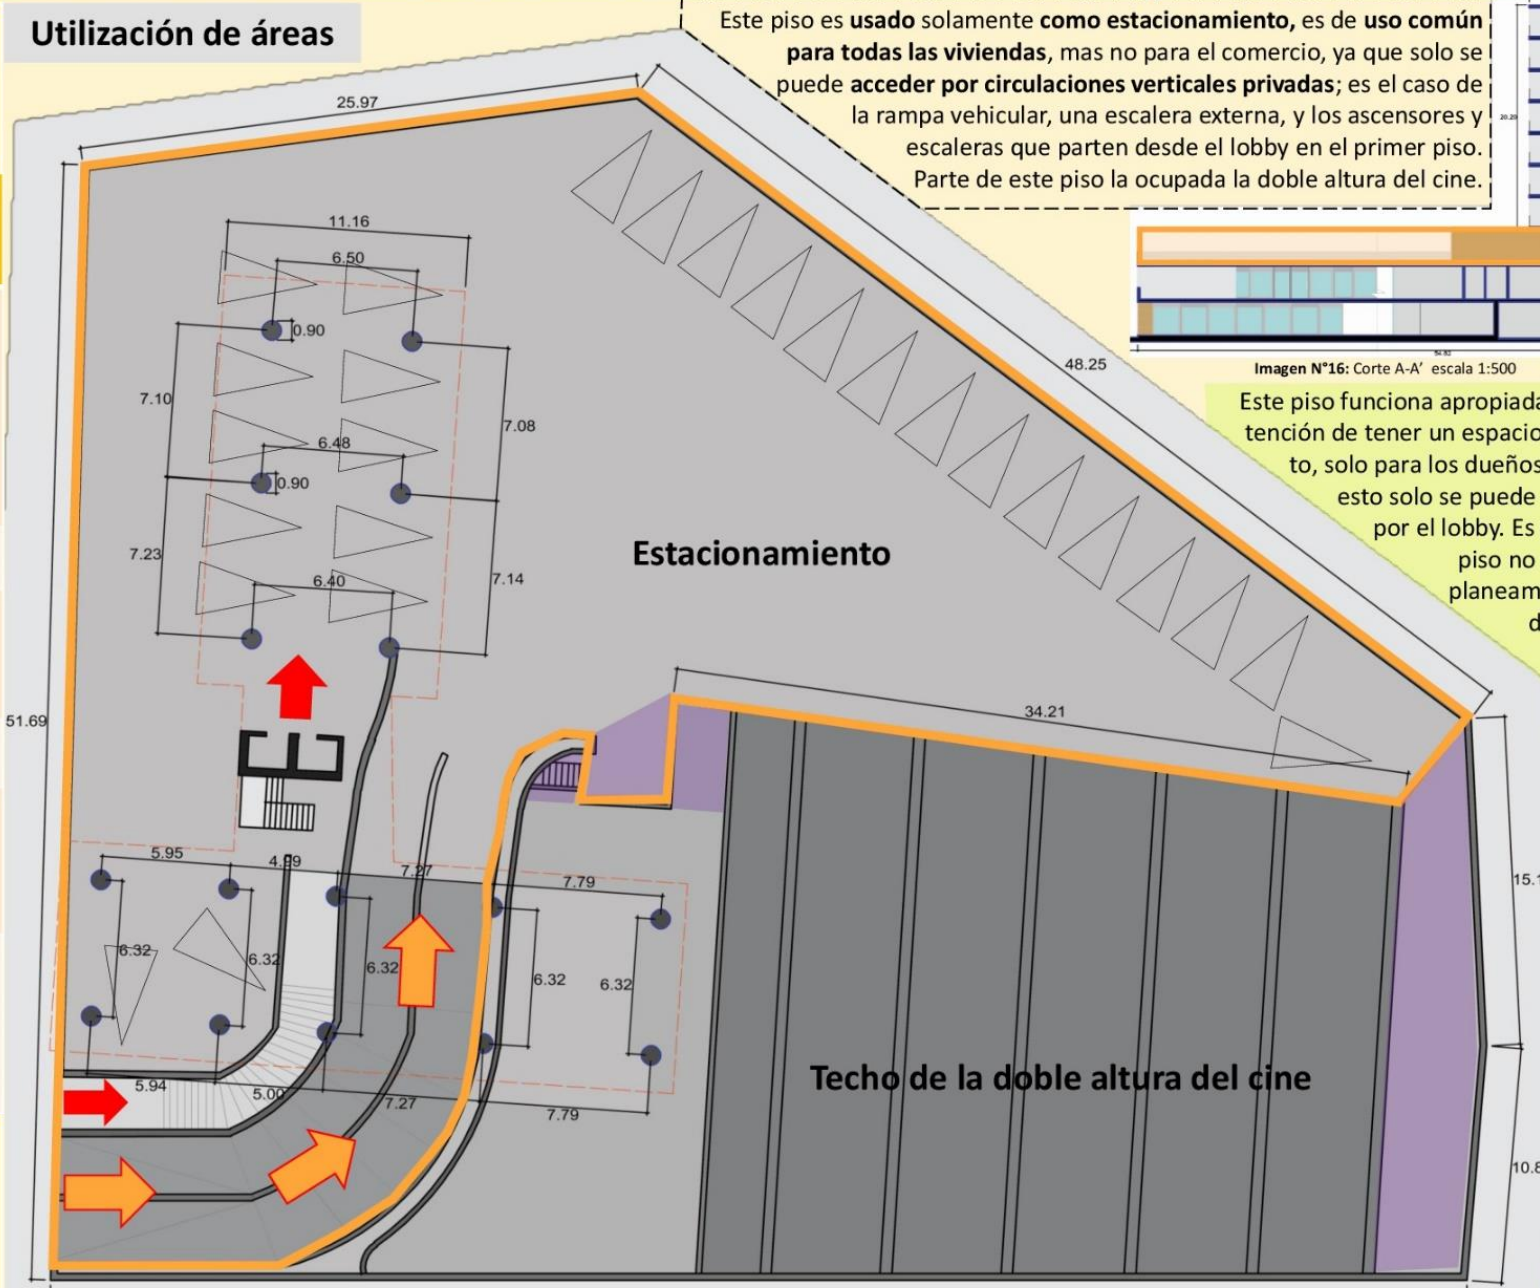 Utilización de áreas
Este piso es usado solamente como estacionamiento, es de uso común
para todas las viviendas, mas no para el comercio, ya que solo se
puede acceder por circulaciones verticales privadas; es el caso de
la rampa vehicular, una escalera externa, y los ascensores y
escaleras que parten desde el lobby en el primer piso.
Parte de este piso la ocupada la doble altura del cine.
20.20
54.82
Imagen N°16: Corte A-A’ escala 1:500
Este piso funciona apropiada
tención de tener un espacio
to, solo para los dueños
esto solo se puede
por el lobby. Es
piso no
planeam
d
25.97
48.25
11.16
6.50
0.90
7.10
7.08
6.48
0.90
7.23
7.14
6.40
Estacionamiento
51.69
34.21
5.95
4.99
7.27
7.79
6.32
6.32
6.32
6.32
6.32
5.94
5.00
7.27
7.79
Techo de la doble altura del cine
15.1
10.8